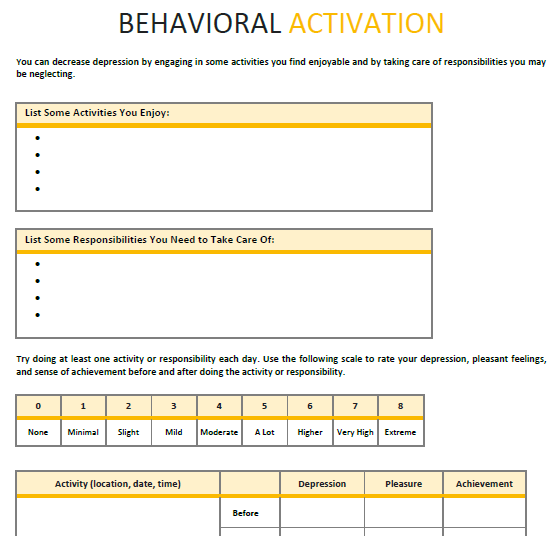 BEHAVIORAL ACTIVATION
You can decrease depression by engaging in some activities you find enjoyable and by taking care of responsibilities you may
be neglecting.
List Some Activities You Enjoy:
•
•
•
•
List Some Responsibilities You Need to Take Care Of:
•
•
•
•
Try doing at least one activity or responsibility each day. Use the following scale to rate your depression, pleasant feelings,
and sense of achievement before and after doing the activity or responsibility.
0 1 2 3 4 5 6 7 8
None Minimal Slight Mild Moderate A Lot Higher Very High Extreme
Activity (location, date, time) Depression Pleasure Achievement
Before